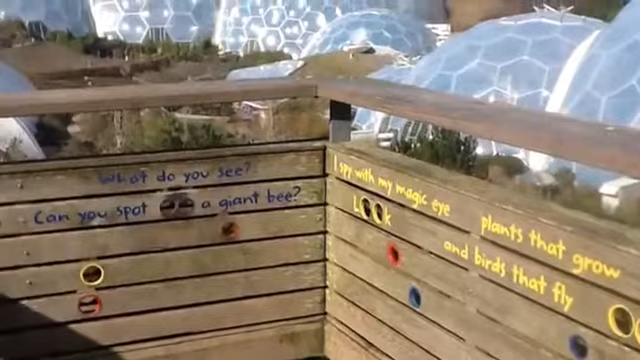 What do you see?
Can you spot a giant bee?
I spy with my magic eye
Look
plants that grow
and birds that fly